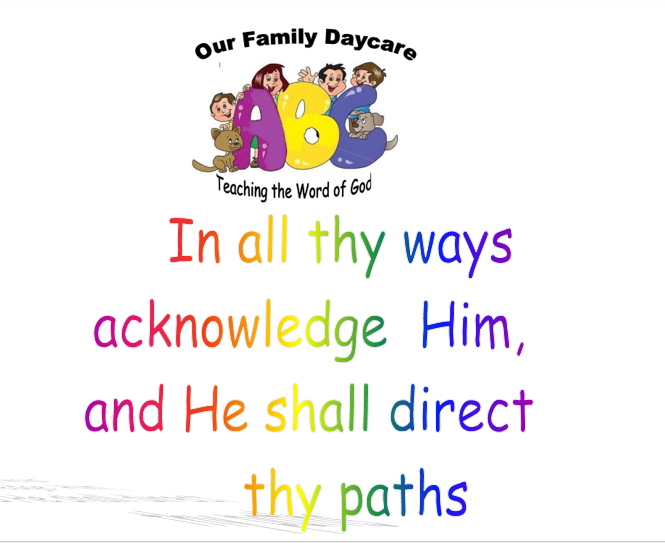 Our Family Daycare
ABC
Teaching the Word of God
In all thy ways
acknowledge Him,
and He shall direct
thy paths